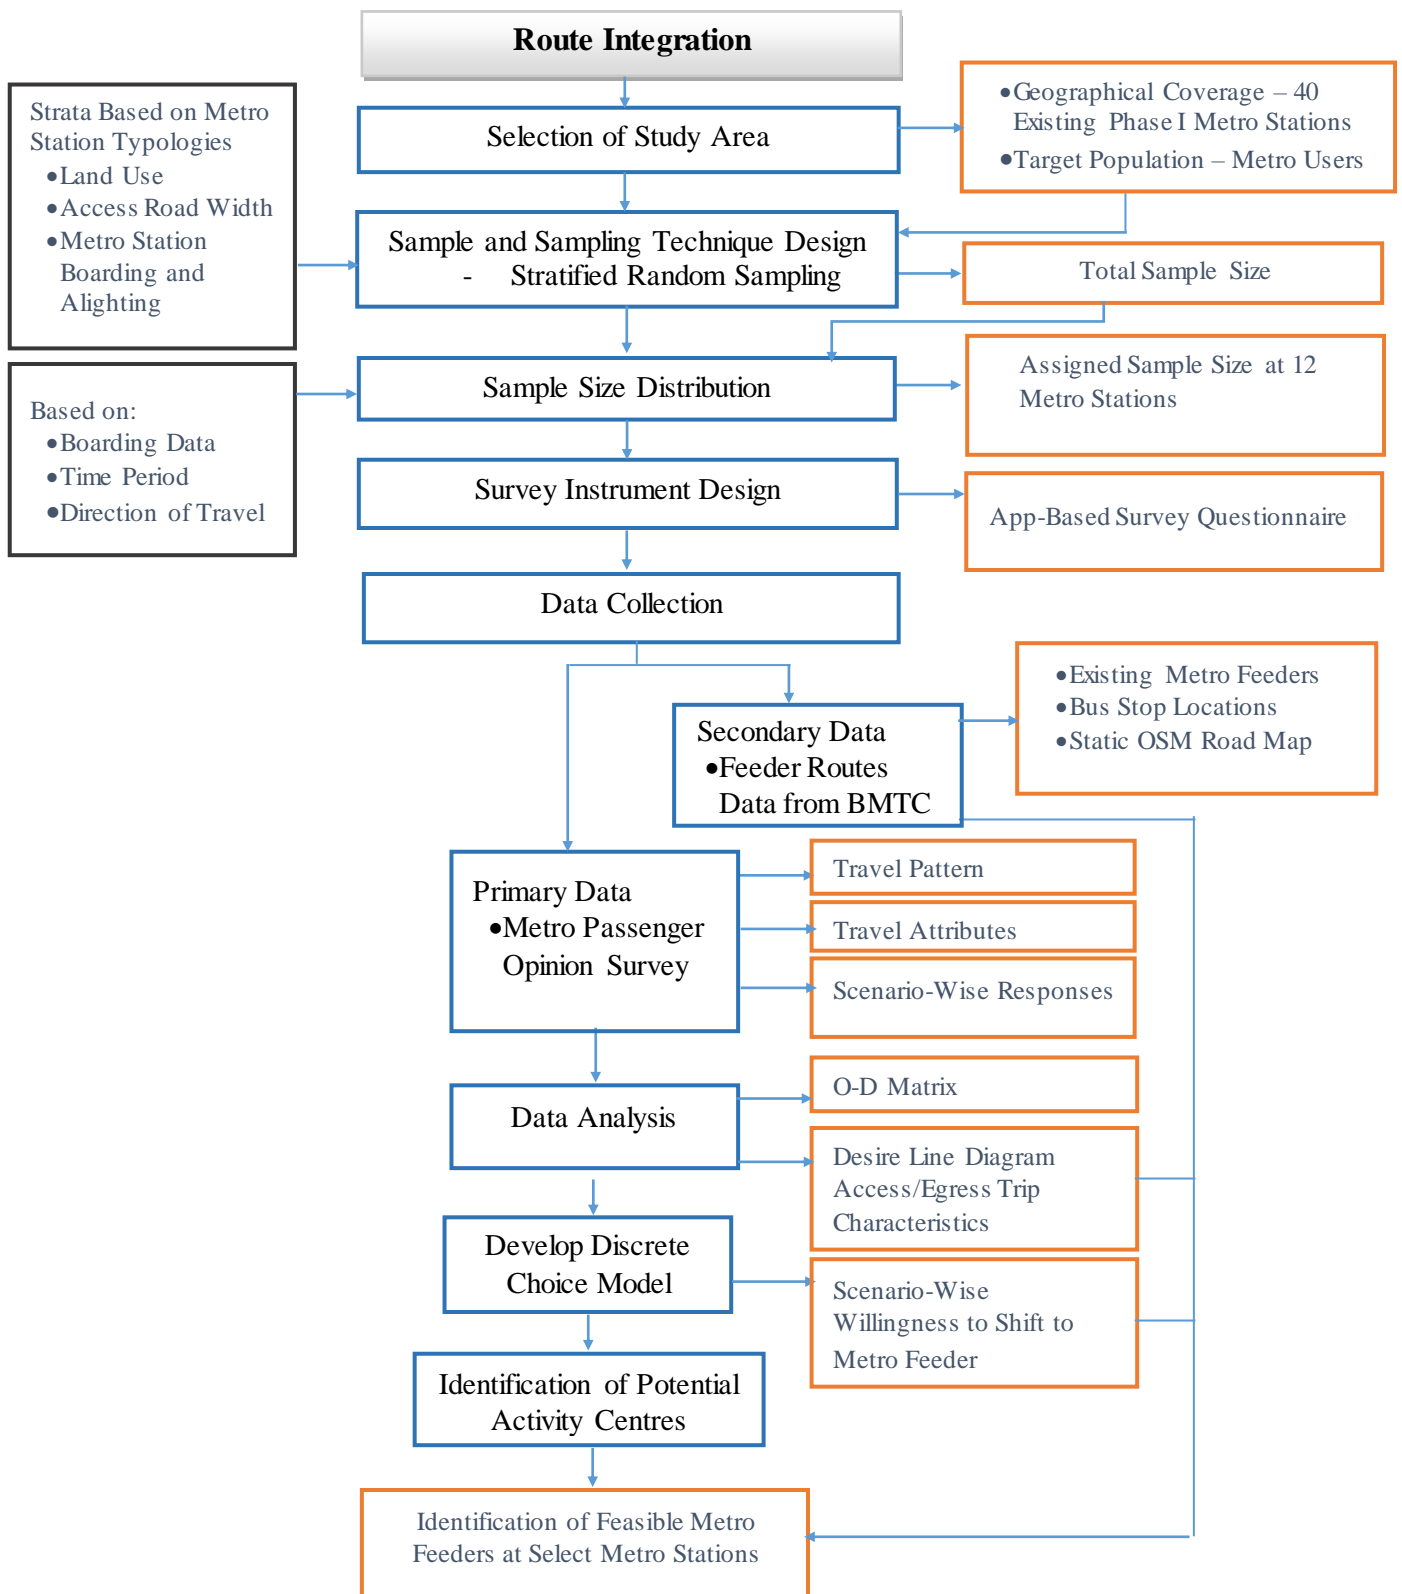 Route Integration
Strata Based on Metro
Station Typologies
•Land Use
•Access Road Width
•Metro Station
Boarding and
Alighting
Selection of Study Area
•Geographical Coverage – 40
Existing Phase I Metro Stations
•Target Population – Metro Users
Sample and Sampling Technique Design
- Stratified Random Sampling
Total Sample Size
Based on:
•Boarding Data
•Time Period
•Direction of Travel
Sample Size Distribution
Assigned Sample Size at 12
Metro Stations
Survey Instrument Design
App-Based Survey Questionnaire
Data Collection
Secondary Data
•Feeder Routes
Data from BMTC
•Existing Metro Feeders
•Bus Stop Locations
•Static OSM Road Map
Primary Data
•Metro Passenger
Opinion Survey
Travel Pattern
Travel Attributes
Scenario-Wise Responses
Data Analysis
O-D Matrix
Desire Line Diagram
Access/Egress Trip
Characteristics
Develop Discrete
Choice Model
Scenario-Wise
Willingness to Shift to
Metro Feeder
Identification of Potential
Activity Centres
Identification of Feasible Metro
Feeders at Select Metro Stations